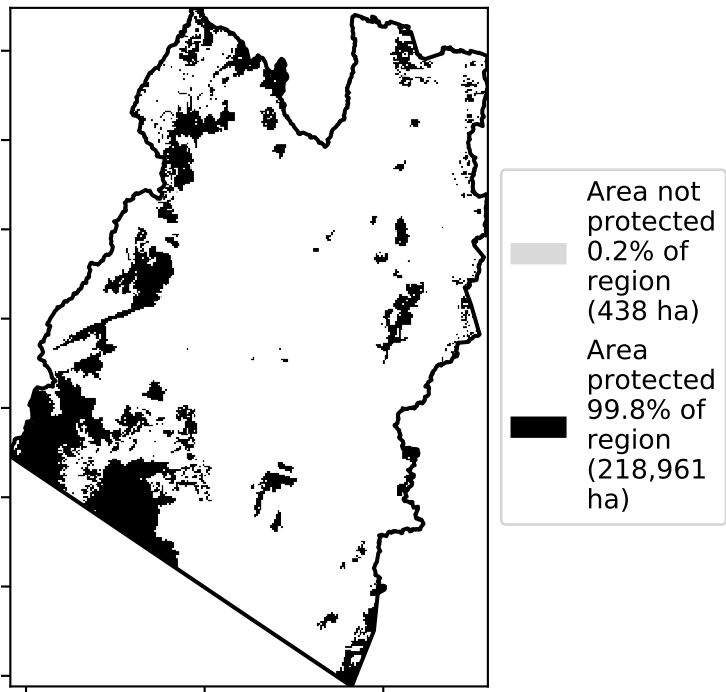 Area not
protected
0.2% of
region
(438 ha)
Area
protected
99.8% of
region
(218,961
ha)